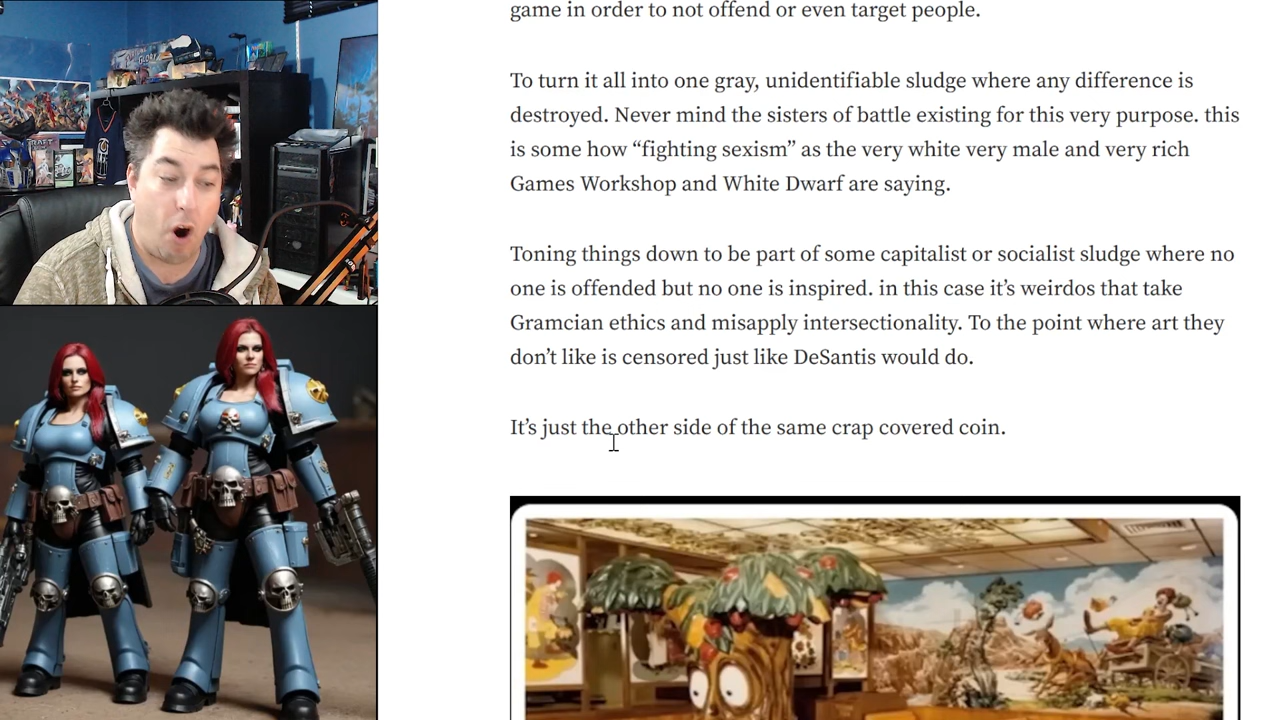 game in order to not offend or even target people.
To turn it all into one gray, unidentifiable sludge where any difference is
destroyed. Never mind the sisters of battle existing for this very purpose. this
is some how “fighting sexism” as the very white very male and very rich
Games Workshop and White Dwarf are saying.
Toning things down to be part of some capitalist or socialist sludge where no
one is offended but no one is inspired. in this case it’s weirdos that take
Gramcian ethics and misapply intersectionality. To the point where art they
don’t like is censored just like DeSantis would do.
It’s just the other side of the same crap covered coin.